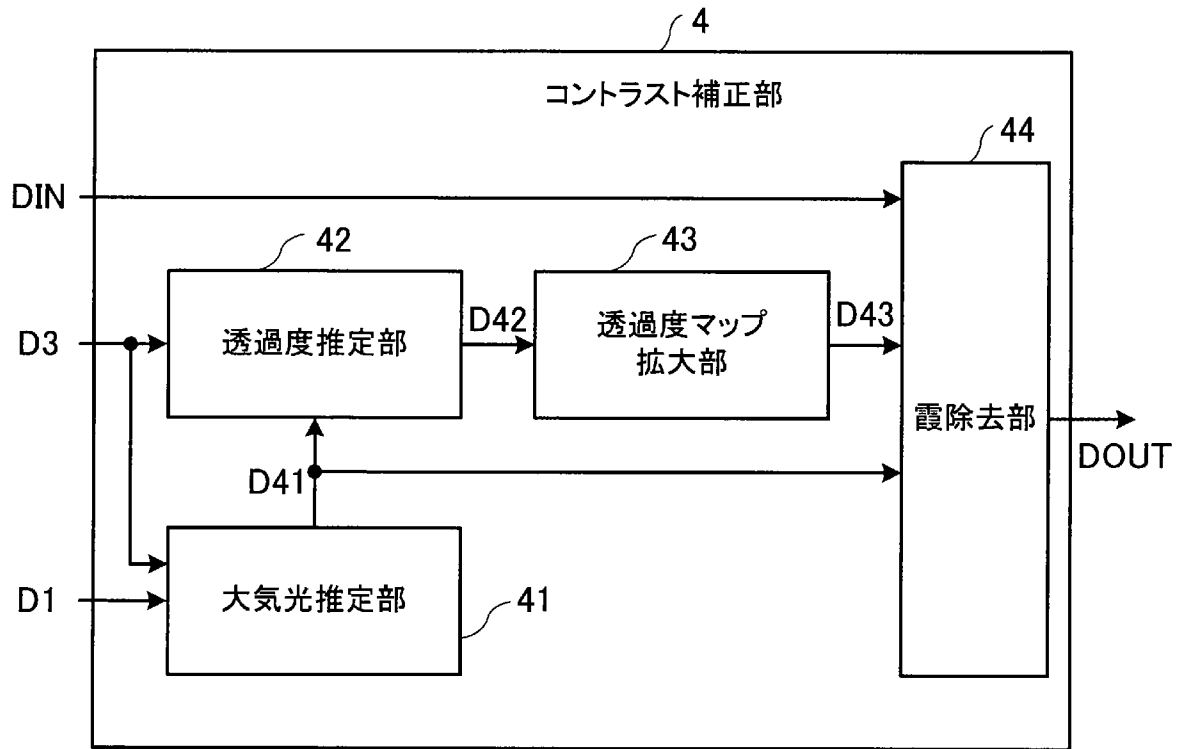 4
コントラスト補正部
44
DIN
42
43
D3
透過度推定部
D42
透過度マップ
拡大部
D43
霞除去部
D41
DOUT
D1
大気光推定部
41